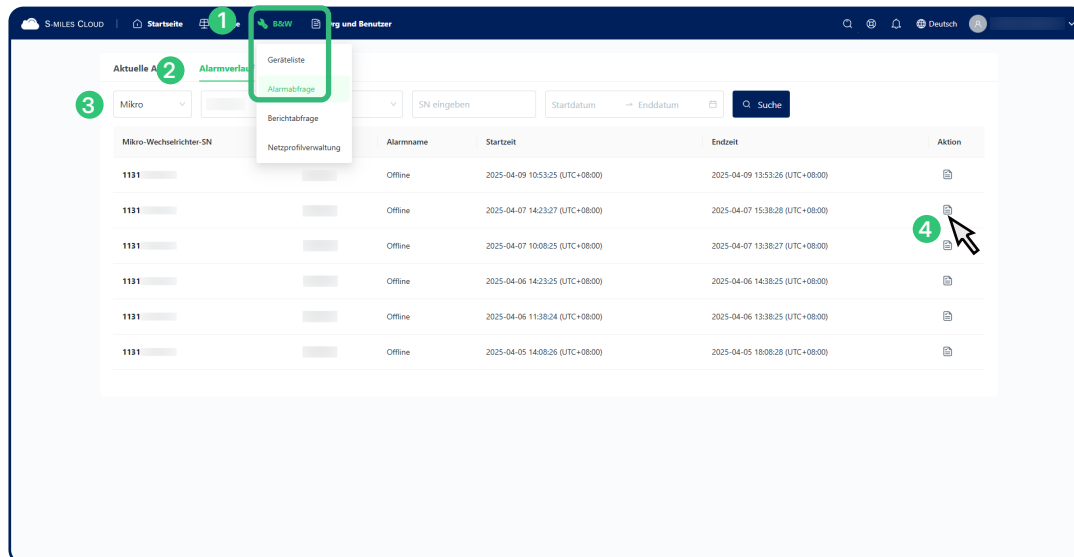 S-MILES CLOUD Startseite 1 B&W rg und Benutzer Deutsch
Geräteliste
Aktuelle A 2 Alarmverlau
Alarmabfrage
3 Mikro SN eingeben Startdatum → Enddatum Suche
Berichtabfrage
Mikro-Wechselrichter-SN Alarmname Startzeit Endzeit Aktion
Netzprofilverwaltung
1131 Offline 2025-04-09 10:53:25 (UTC+08:00) 2025-04-09 13:53:26 (UTC+08:00)
1131 Offline 2025-04-07 14:23:27 (UTC+08:00) 2025-04-07 15:38:28 (UTC+08:00)
4
1131 Offline 2025-04-07 10:08:25 (UTC+08:00) 2025-04-07 13:38:27 (UTC+08:00)
1131 Offline 2025-04-06 14:23:25 (UTC+08:00) 2025-04-06 14:38:25 (UTC+08:00)
1131 Offline 2025-04-06 11:38:24 (UTC+08:00) 2025-04-06 13:38:25 (UTC+08:00)
1131 Offline 2025-04-05 14:08:26 (UTC+08:00) 2025-04-05 18:08:28 (UTC+08:00)